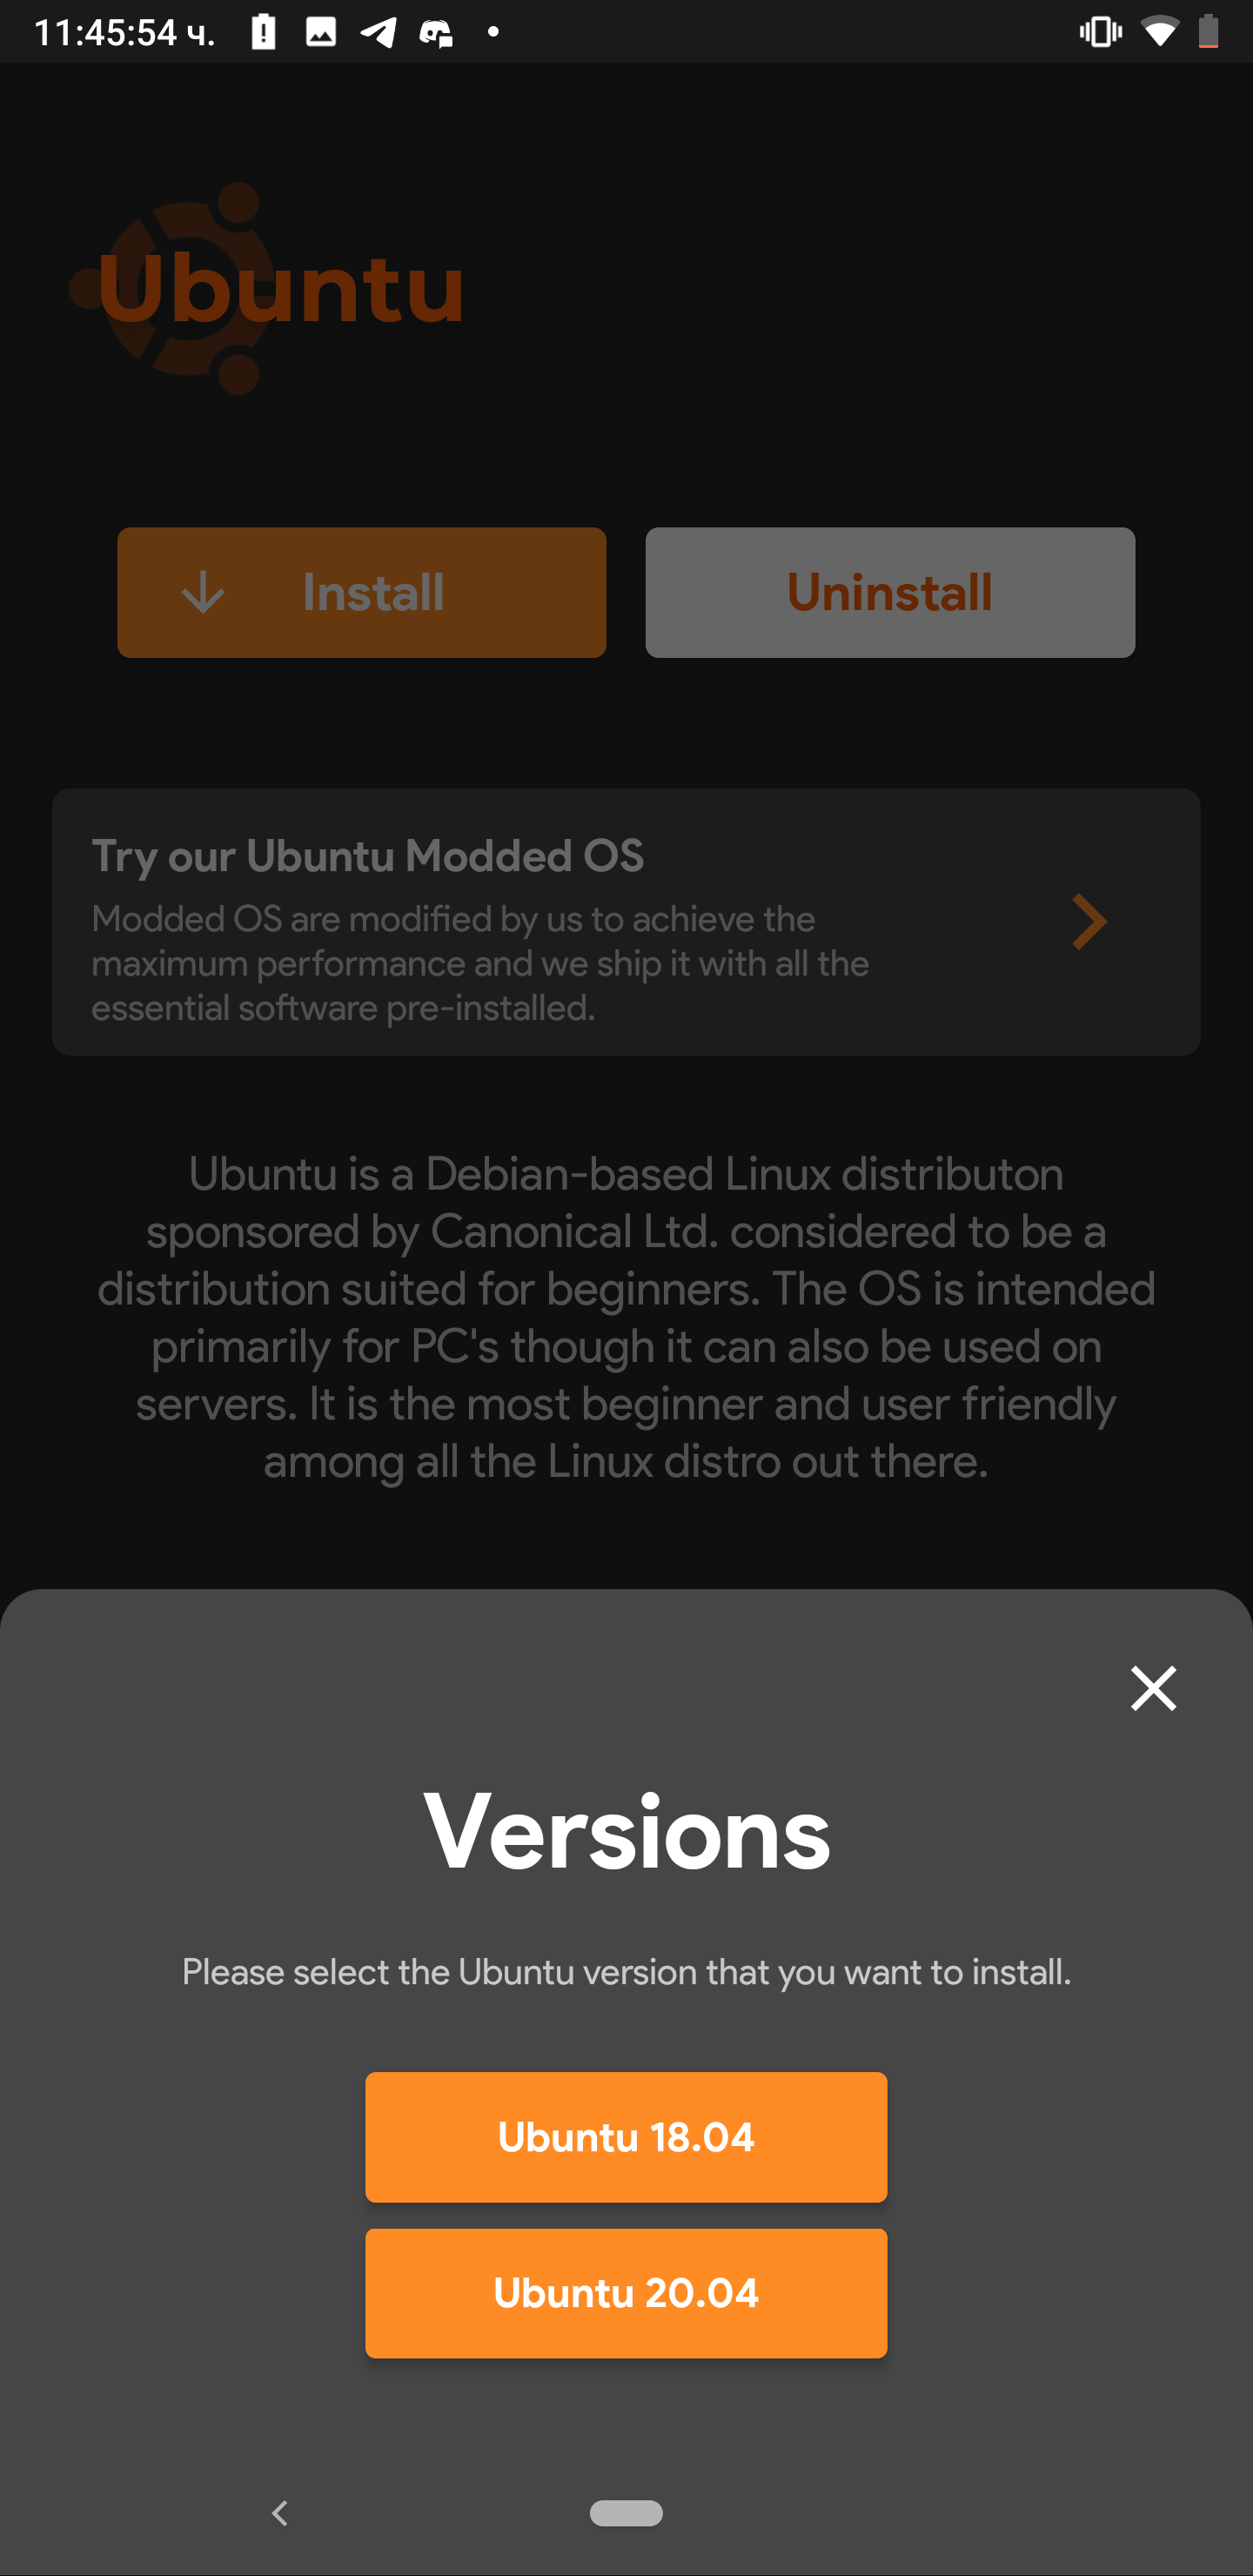 11:45:54 ч.
Ubuntu
Install
Uninstall
Try our Ubuntu Modded OS
Modded OS are modified by us to achieve the
maximum performance and we ship it with all the
essential software pre-installed.
Ubuntu is a Debian-based Linux distributon
sponsored by Canonical Ltd. considered to be a
distribution suited for beginners. The OS is intended
primarily for PC's though it can also be used on
servers. It is the most beginner and user friendly
among all the Linux distro out there.
Versions
Please select the Ubuntu version that you want to install.
Ubuntu 18.04
Ubuntu 20.04